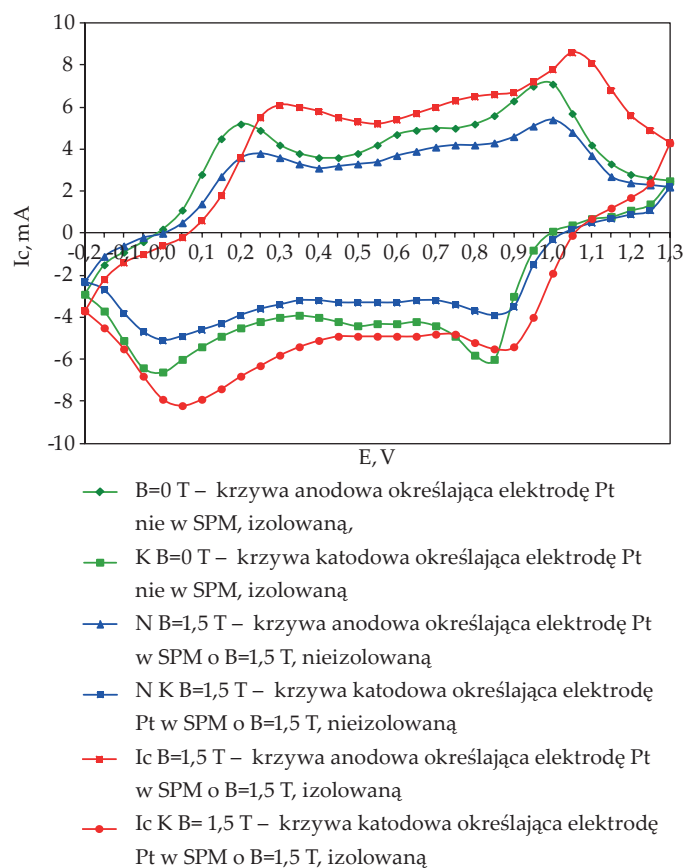 10
8
6
4
2
0
-2
-4
-6
-8
-10
Ic, mA
-0,2 -0,1 0,0 0,1 0,2 0,3 0,4 0,5 0,6 0,7 0,8 0,9 1,0 1,1 1,2 1,3
E, V
B=0 T – krzywa anodowa określająca elektrodę Pt
nie w SPM, izolowaną,
K B=0 T – krzywa katodowa określająca elektrodę Pt
nie w SPM, izolowaną
N B=1,5 T – krzywa anodowa określająca elektrodę Pt
w SPM o B=1,5 T, nieizolowaną
N K B=1,5 T – krzywa katodowa określająca elektrodę
Pt w SPM o B=1,5 T, nieizolowaną
Ic B=1,5 T – krzywa anodowa określająca elektrodę Pt
w SPM o B=1,5 T, izolowaną
Ic K B= 1,5 T – krzywa katodowa określająca elektrodę
Pt w SPM o B=1,5 T, izolowaną